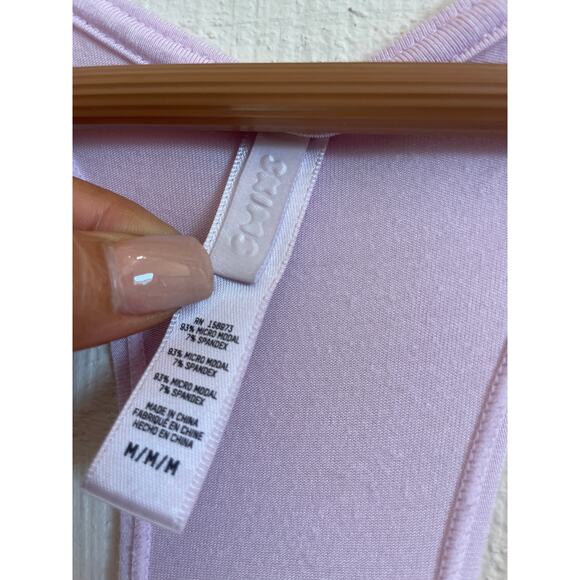 SKIMS
RN 158973
93% MICRO MODAL
7% SPANDEX
93% MICRO MODAL
7% SPANDEX
93% MICRO MODAL
7% SPANDEX
MADE IN CHINA
FABRIQUÉ EN CHINE
HECHO EN CHINA
M/M/M